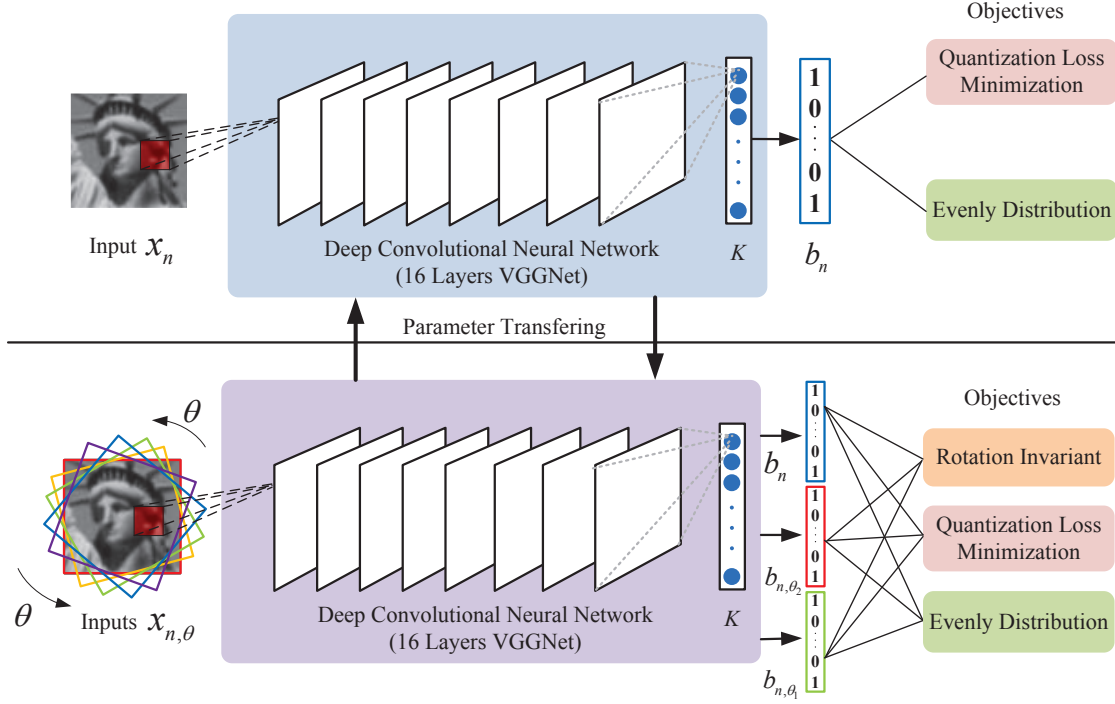 Objectives
Quantization Loss
Minimization
Evenly Distribution
1
0
0
1
Input x_n
Deep Convolutional Neural Network
(16 Layers VGGNet)
K
b_n
Parameter Transfering
θ
θ
Inputs x_{n,θ}
Deep Convolutional Neural Network
(16 Layers VGGNet)
K
b_n
1
0
0
1
b_{n,θ_2}
1
0
0
1
b_{n,θ_1}
1
0
0
1
Objectives
Rotation Invariant
Quantization Loss
Minimization
Evenly Distribution